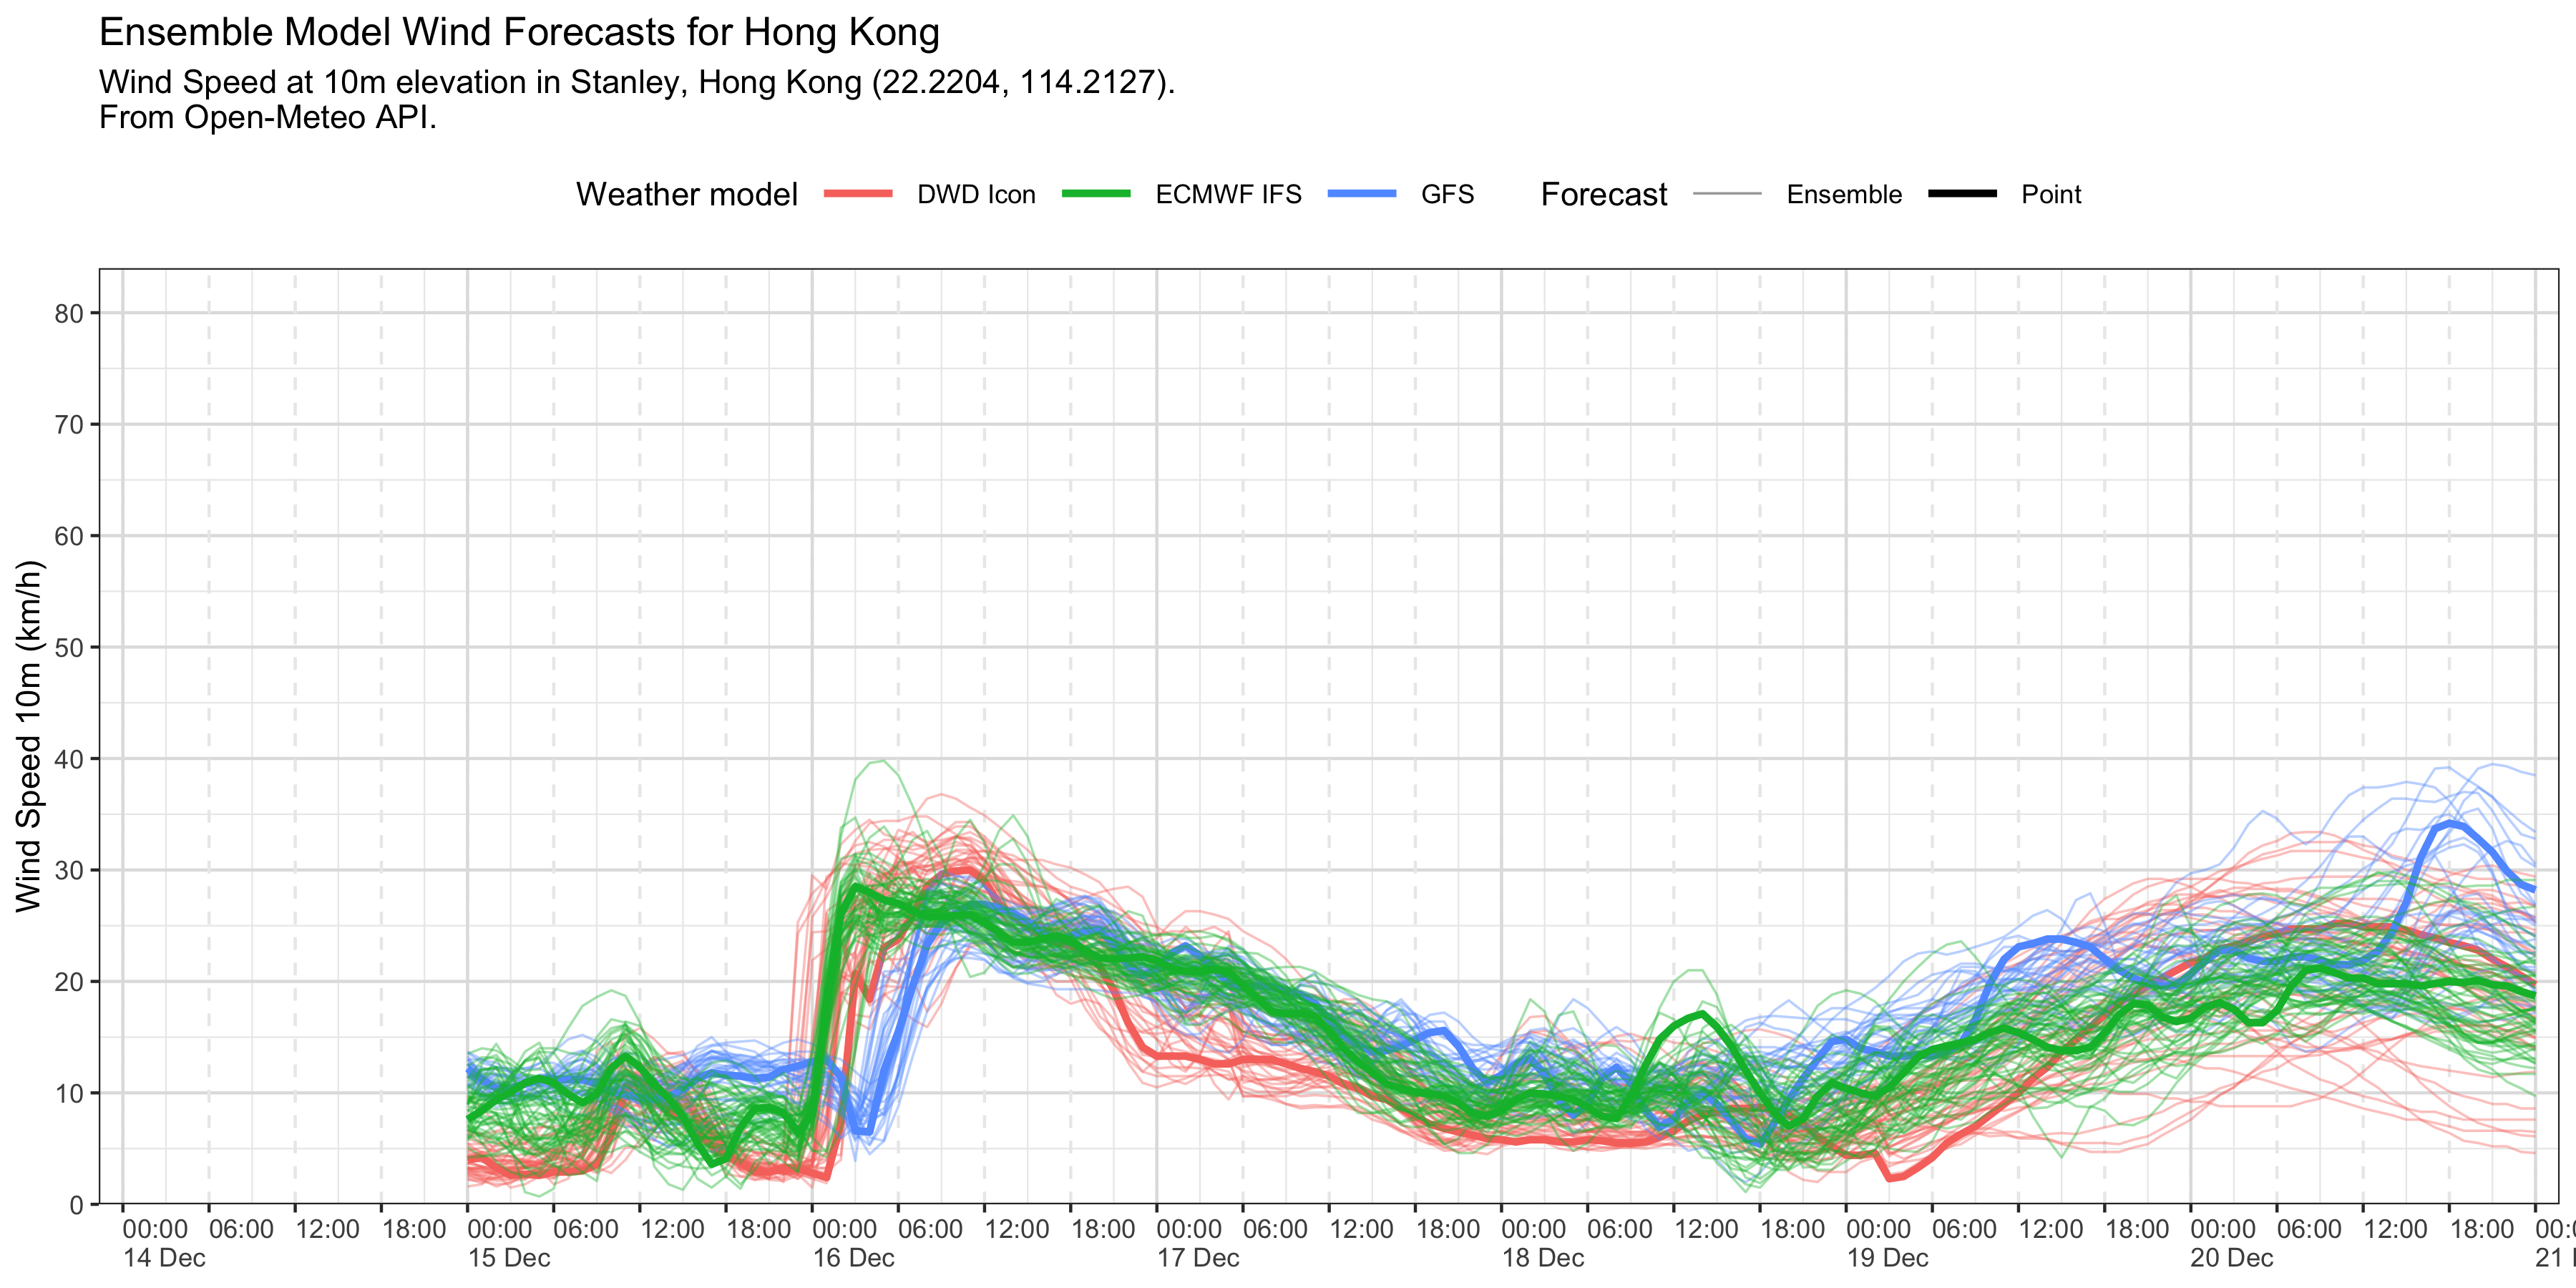 Ensemble Model Wind Forecasts for Hong Kong
Wind Speed at 10m elevation in Stanley, Hong Kong (22.2204, 114.2127).
From Open-Meteo API.
Weather model DWD Icon ECMWF IFS GFS Forecast Ensemble Point
Wind Speed 10m (km/h)
80
70
60
50
40
30
20
10
0
00:00 06:00 12:00 18:00 00:00 06:00 12:00 18:00 00:00 06:00 12:00 18:00 00:00 06:00 12:00 18:00 00:00 06:00 12:00 18:00 00:00 06:00 12:00 18:00 00:00 06:00 12:00 18:00
14 Dec 15 Dec 16 Dec 17 Dec 18 Dec 19 Dec 20 Dec 21